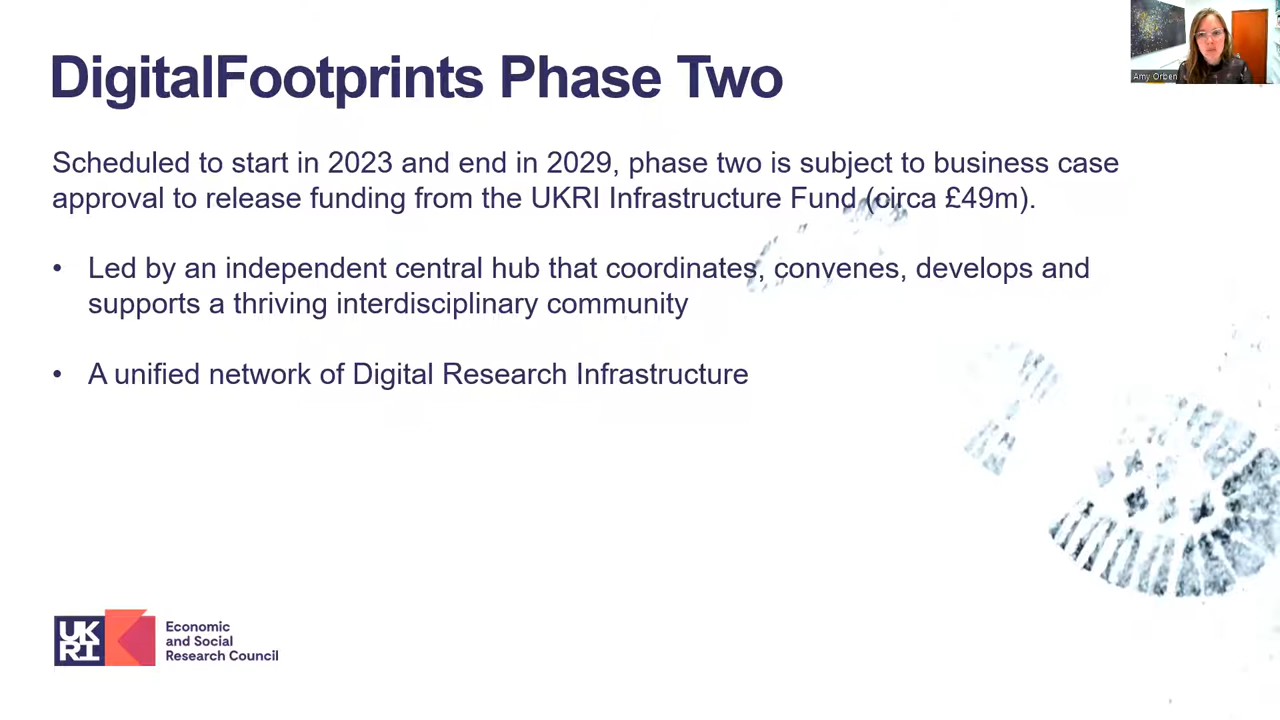 DigitalFootprints Phase Two
Amy Orben
Scheduled to start in 2023 and end in 2029, phase two is subject to business case
approval to release funding from the UKRI Infrastructure Fund (circa £49m).
• Led by an independent central hub that coordinates, convenes, develops and
supports a thriving interdisciplinary community
• A unified network of Digital Research Infrastructure
UK
RI
Economic
and Social
Research Council